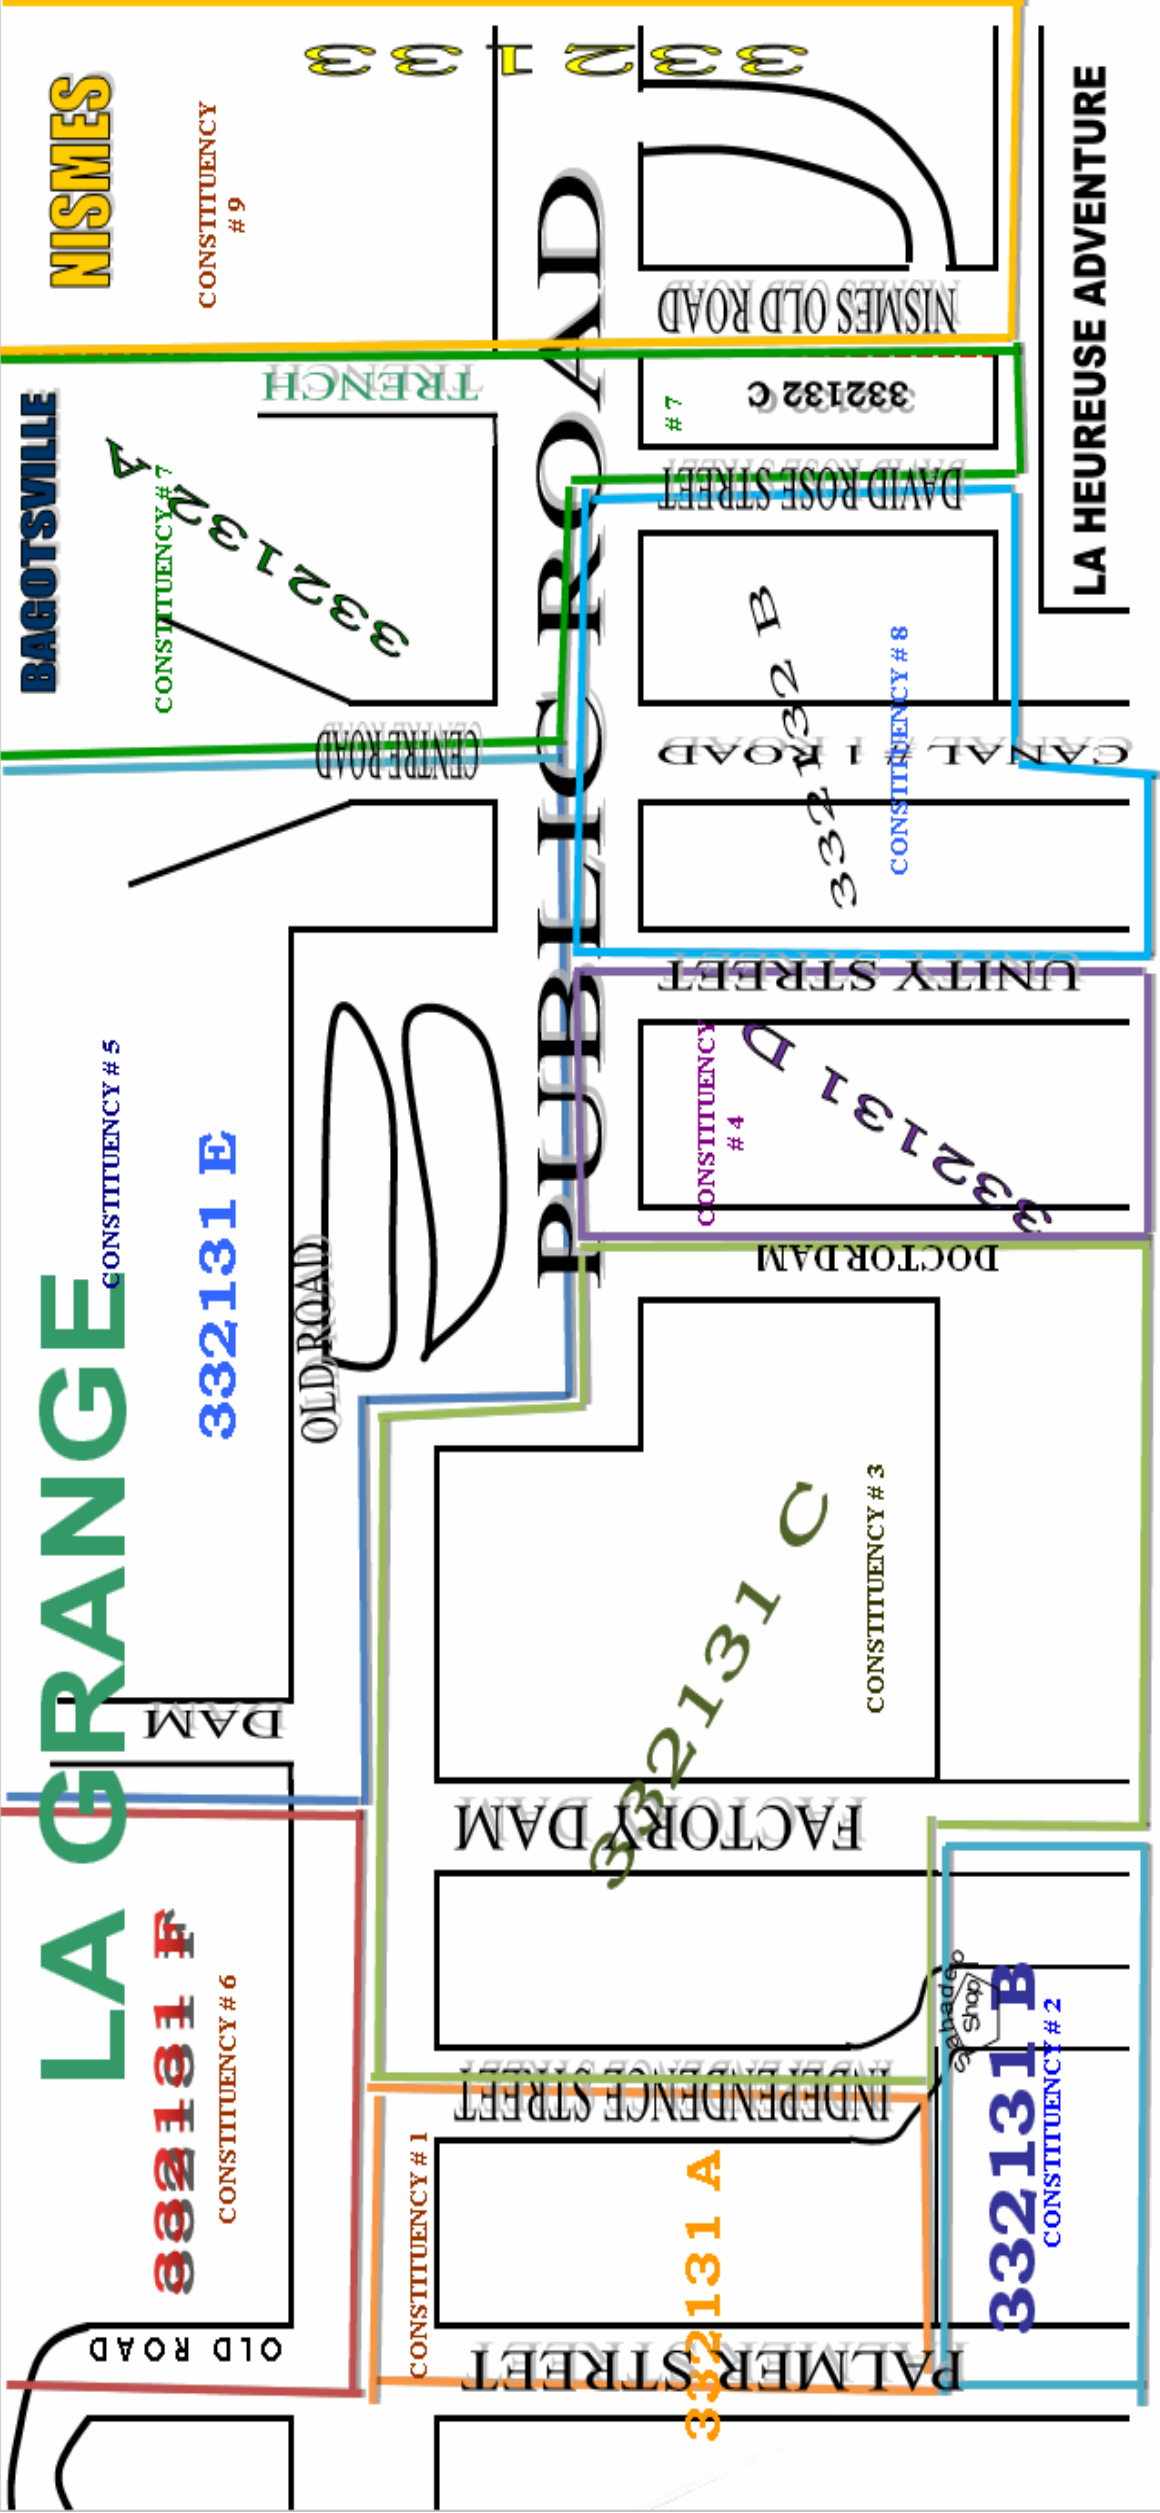 332133
NISMES
CONSTITUENCY
# 9
NISMES OLD ROAD
LA HEUREUSE ADVENTURE
PUBLIC ROAD
TRENCH
BAGOTSVILLE
CONSTITUENCY # 7
332132 A
# 7
332132 C
DAVID ROSE STREET
332132 B
CONSTITUENCY # 8
CENTRE ROAD
CANAL # 1 ROAD
UNITY STREET
CONSTITUENCY
# 4
332131 D
DOCTOR DAM
CONSTITUENCY # 5
332131 E
OLD ROAD
LA GRANGE
332131 C
CONSTITUENCY # 3
DAM
FACTORY DAM
332131 F
CONSTITUENCY # 6
INDEPENDENCE STREET
Sahadeo
Shop
332131 B
CONSTITUENCY # 2
CONSTITUENCY # 1
332131 A
OLD ROAD
PALMER STREET